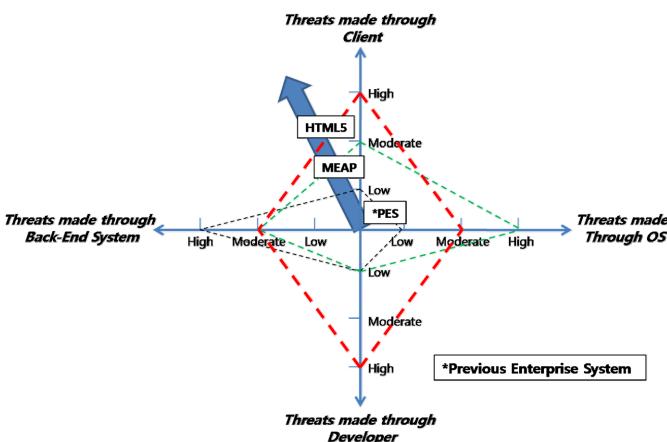 Threats made through
Client
High
HTML5
Moderate
MEAP
Low
*PES
Threats made through
Back-End System
High
Moderate
Low
Low
Moderate
High
Threats made
Through OS
Low
Moderate
High
*Previous Enterprise System
Threats made through
Developer